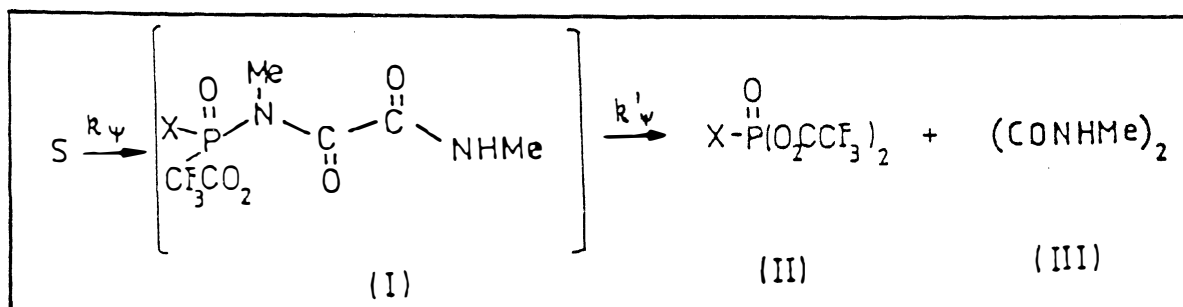 Me
O O
S kψ X P N C C NHMe k'ψ X-P(O₂CCF₃)₂ + (CONHMe)₂
O
CF₃CO₂ O
(I) (II) (III)